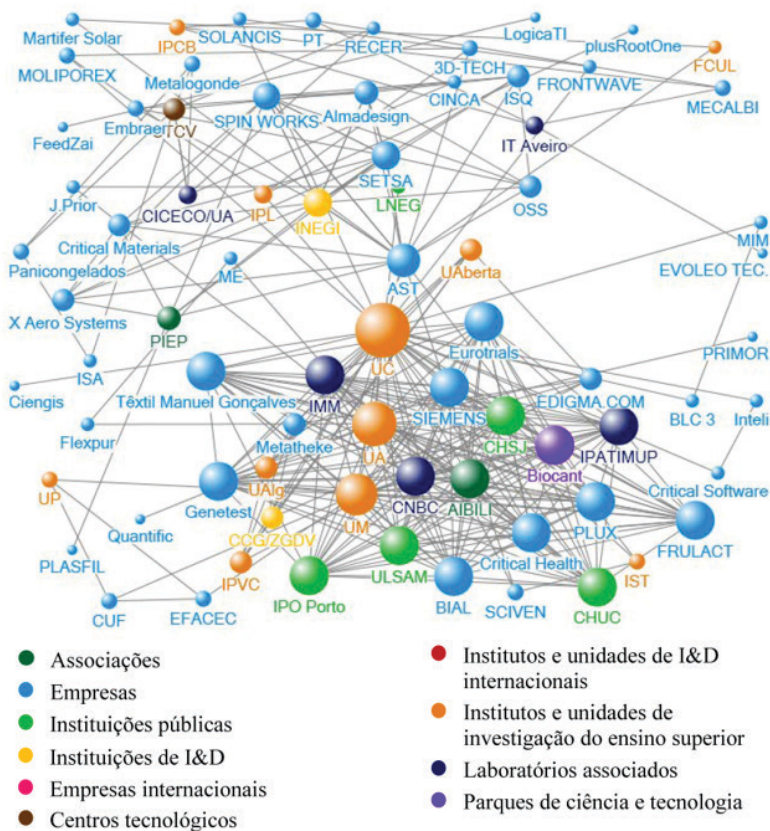 Martifer Solar
IPCB
SOLANCIS
PT
RECER
LogicaTI
plusRootOne
FCUL
MOLIPOREX
Metalogonde
3D-TECH
FRONTWAVE
CINCA
ISQ
MECALBI
FeedZai
Embraer
CTCV
SPIN WORKS
Almadesign
IT Aveiro
SETSA
LNEG
OSS
J.Prior
CICECO/UA
IPL
INEGI
Critical Materials
Panicongelados
ME
AST
UAberta
MIM
EVOLEO TEC.
X Aero Systems
PIEP
UC
Eurotrials
PRIMOR
ISA
Ciengis
Têxtil Manuel Gonçalves
IMM
SIEMENS
EDIGMA.COM
BLC 3
Inteli
Flexpur
Metatheke
UA
CHSJ
Biocant
IPATIMUP
UP
Genetest
UAlg
CNBC
AIBILI
Critical Software
Quantific
CCG/ZGDV
UM
PLUX
FRULACT
PLASFIL
IPVC
ULSAM
Critical Health
IST
CUF
EFACEC
IPO Porto
BIAL
SCIVEN
CHUC
Associações
Empresas
Instituições públicas
Instituições de I&D
Empresas internacionais
Centros tecnológicos
Institutos e unidades de I&D
internacionais
Institutos e unidades de
investigação do ensino superior
Laboratórios associados
Parques de ciência e tecnologia